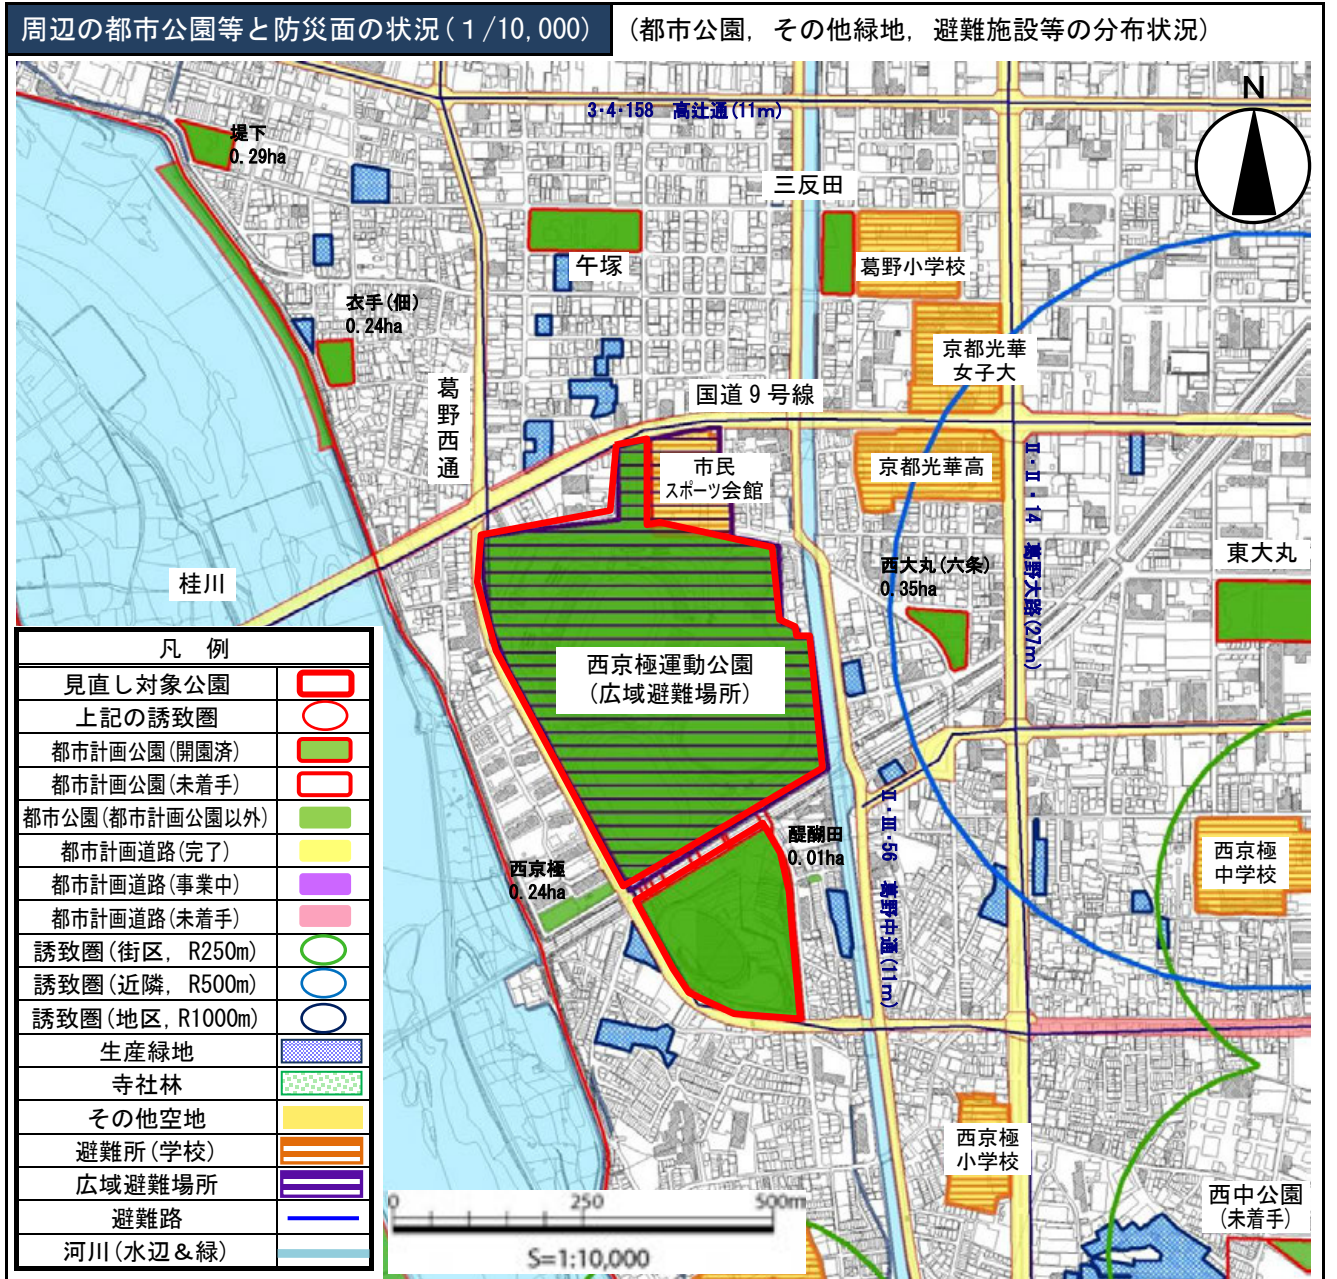 周辺の都市公園等と防災面の状況(１/10,000)
(都市公園, その他緑地, 避難施設等の分布状況)
N
3・4・158 高辻通(11m)
堤下
0.29ha
三反田
午塚
葛野小学校
衣手(佃)
0.24ha
京都光華
女子大
葛野西通
国道９号線
市民
スポーツ会館
京都光華高
Ⅱ・Ⅱ・14 葛野大路(27m)
東大丸
西大丸(六条)
0.35ha
桂川
西京極運動公園
(広域避難場所)
醍醐田
0.01ha
Ⅱ・Ⅲ・56 葛野中通(11m)
西京極
0.24ha
西京極
中学校
西京極
小学校
西中公園
(未着手)
凡 例
見直し対象公園
上記の誘致圏
都市計画公園(開園済)
都市計画公園(未着手)
都市公園(都市計画公園以外)
都市計画道路(完了)
都市計画道路(事業中)
都市計画道路(未着手)
誘致圏(街区, R250m)
誘致圏(近隣, R500m)
誘致圏(地区, R1000m)
生産緑地
寺社林
その他空地
避難所(学校)
広域避難場所
避難路
河川(水辺＆緑)
0 250 500m
S=1:10,000